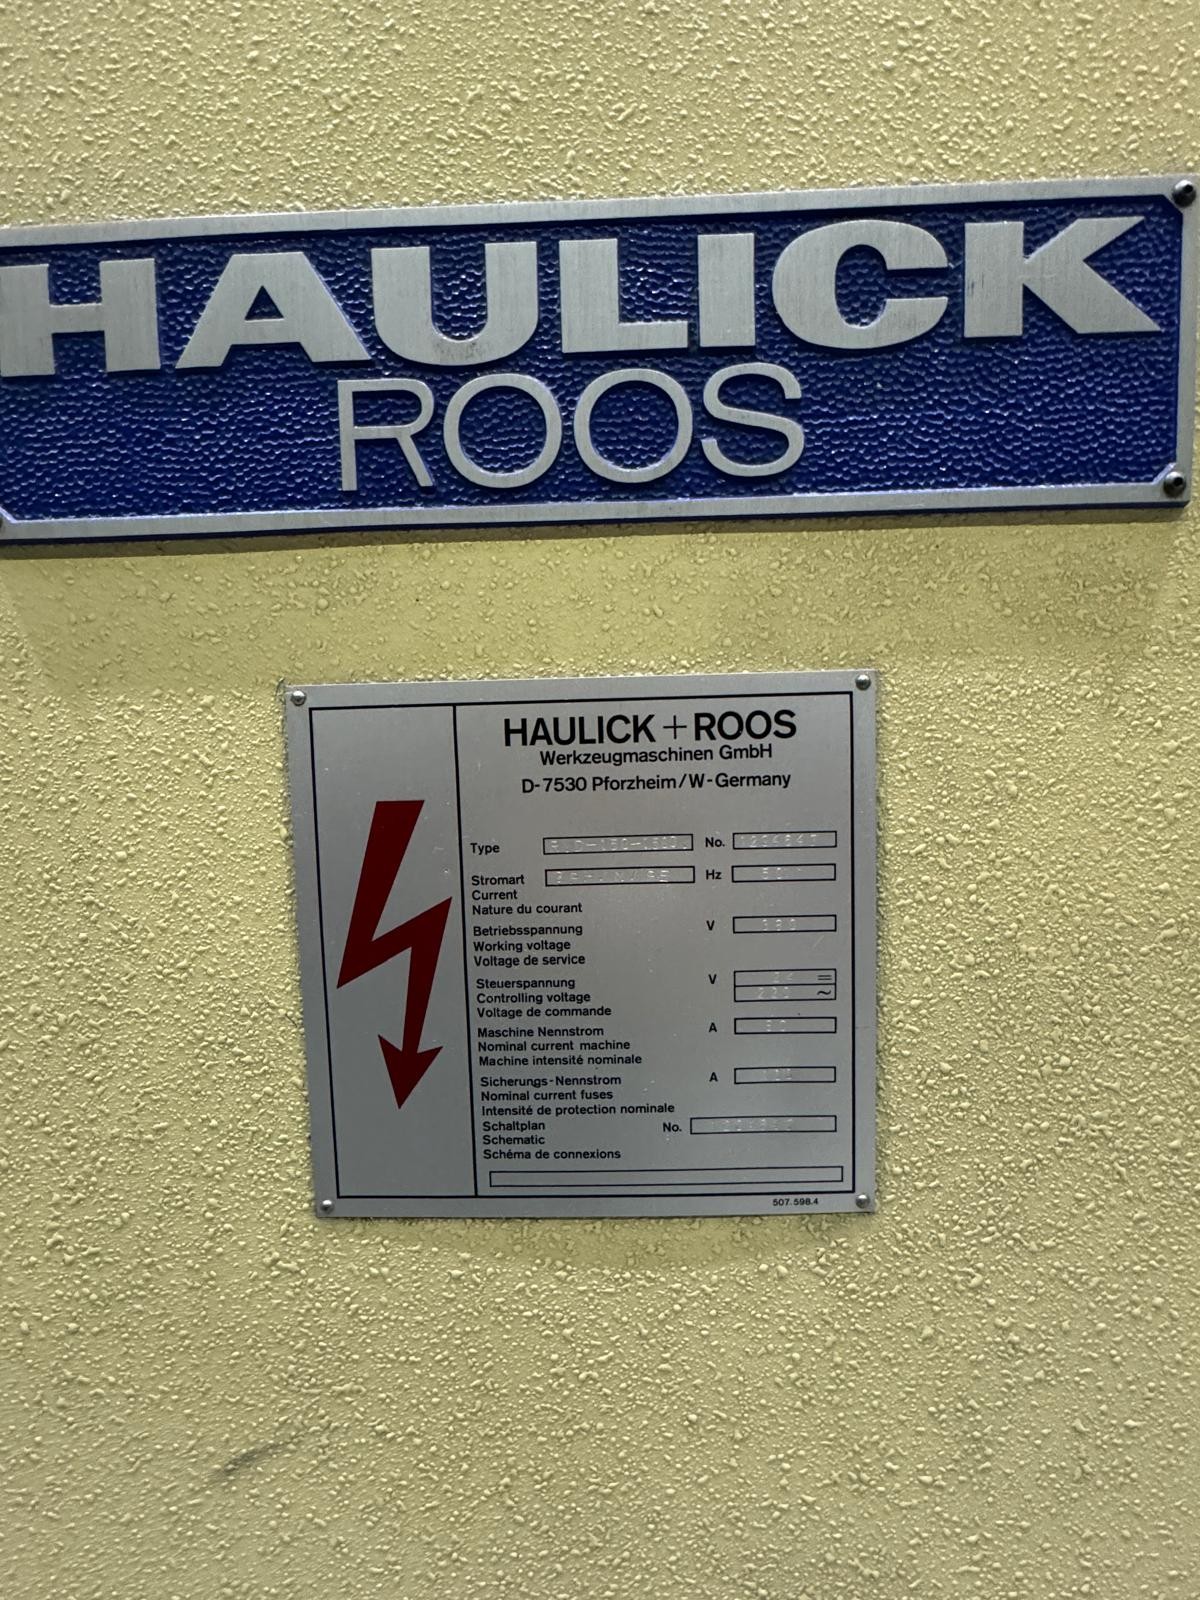 HAULICK
ROOS
HAULICK + ROOS
Werkzeugmaschinen GmbH
D-7530 Pforzheim/W-Germany
Type No.
Stromart Hz
Current
Nature du courant
Betriebsspannung V 380
Working voltage
Voltage de service
Steuerspannung V 24 =
Controlling voltage ~
Voltage de commande
Maschine Nennstrom A
Nominal current machine
Machine intensité nominale
Sicherungs-Nennstrom A
Nominal current fuses
Intensité de protection nominale
Schaltplan No.
Schematic
Schéma de connexions
507.598.4